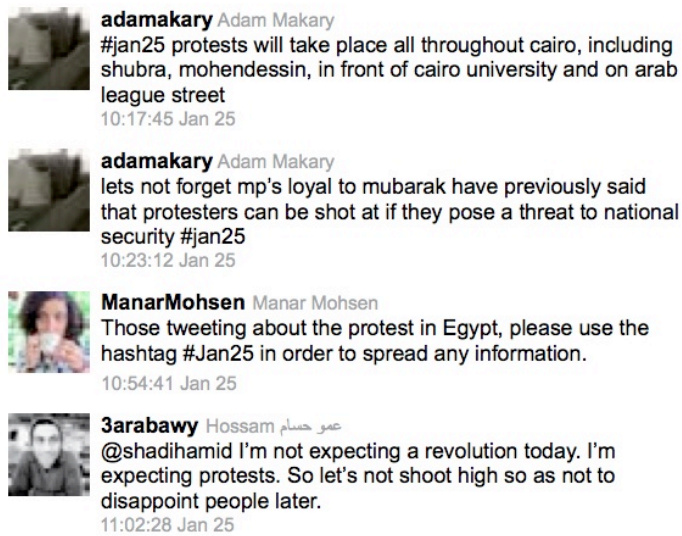 adamakary Adam Makary
#jan25 protests will take place all throughout cairo, including
shubra, mohendessin, in front of cairo university and on arab
league street
10:17:45 Jan 25
adamakary Adam Makary
lets not forget mp's loyal to mubarak have previously said
that protesters can be shot at if they pose a threat to national
security #jan25
10:23:12 Jan 25
ManarMohsen Manar Mohsen
Those tweeting about the protest in Egypt, please use the
hashtag #Jan25 in order to spread any information.
10:54:41 Jan 25
3arabawy Hossam عمو حسام
@shadihamid I'm not expecting a revolution today. I'm
expecting protests. So let's not shoot high so as not to
disappoint people later.
11:02:28 Jan 25